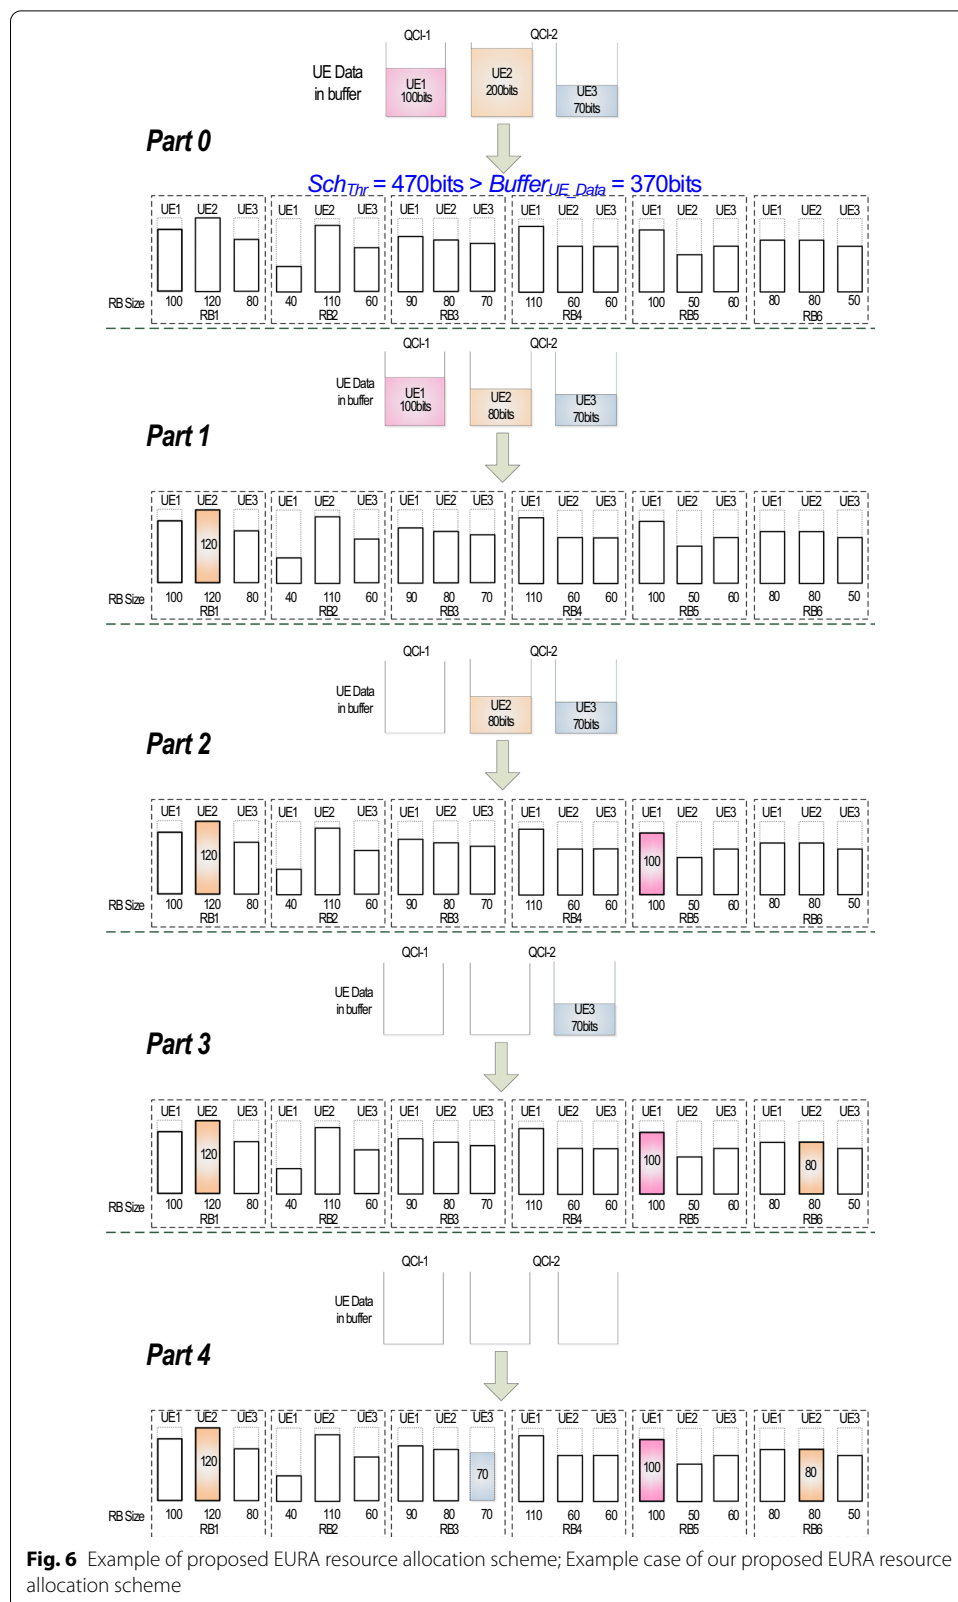 QCI-1 QCI-2
UE Data
in buffer
UE1
100bits
UE2
200bits
UE3
70bits
Part 0
Sch_Thr = 470bits > Buffer_UE_Data = 370bits
UE1 UE2 UE3 UE1 UE2 UE3 UE1 UE2 UE3 UE1 UE2 UE3 UE1 UE2 UE3 UE1 UE2 UE3
RB Size 100 120 80 40 110 60 90 80 70 110 60 60 100 50 60 80 80 50
RB1 RB2 RB3 RB4 RB5 RB6
QCI-1 QCI-2
UE Data
in buffer
UE1
100bits
UE2
80bits
UE3
70bits
Part 1
UE1 UE2 UE3 UE1 UE2 UE3 UE1 UE2 UE3 UE1 UE2 UE3 UE1 UE2 UE3 UE1 UE2 UE3
120
RB Size 100 120 80 40 110 60 90 80 70 110 60 60 100 50 60 80 80 50
RB1 RB2 RB3 RB4 RB5 RB6
QCI-1 QCI-2
UE Data
in buffer
UE2
80bits
UE3
70bits
Part 2
UE1 UE2 UE3 UE1 UE2 UE3 UE1 UE2 UE3 UE1 UE2 UE3 UE1 UE2 UE3 UE1 UE2 UE3
120 100
RB Size 100 120 80 40 110 60 90 80 70 110 60 60 100 50 60 80 80 50
RB1 RB2 RB3 RB4 RB5 RB6
QCI-1 QCI-2
UE Data
in buffer
UE3
70bits
Part 3
UE1 UE2 UE3 UE1 UE2 UE3 UE1 UE2 UE3 UE1 UE2 UE3 UE1 UE2 UE3 UE1 UE2 UE3
120 100 80
RB Size 100 120 80 40 110 60 90 80 70 110 60 60 100 50 60 80 80 50
RB1 RB2 RB3 RB4 RB5 RB6
QCI-1 QCI-2
UE Data
in buffer
Part 4
UE1 UE2 UE3 UE1 UE2 UE3 UE1 UE2 UE3 UE1 UE2 UE3 UE1 UE2 UE3 UE1 UE2 UE3
120 70 100 80
RB Size 100 120 80 40 110 60 90 80 70 110 60 60 100 50 60 80 80 50
RB1 RB2 RB3 RB4 RB5 RB6
Fig. 6 Example of proposed EURA resource allocation scheme; Example case of our proposed EURA resource
allocation scheme